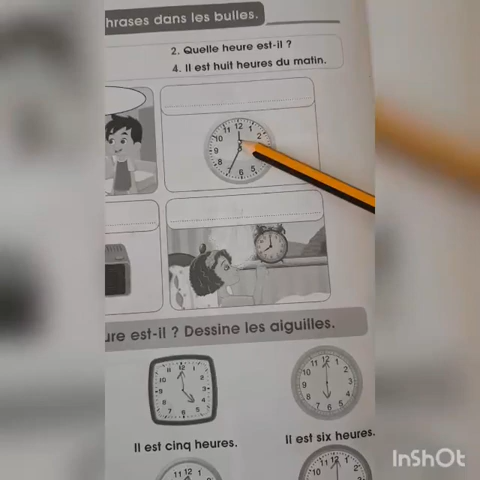 hrases dans les bulles.
2. Quelle heure est-il ?
4. Il est huit heures du matin.
ure est-il ? Dessine les aiguilles.
Il est cinq heures.
Il est six heures.
InShOt